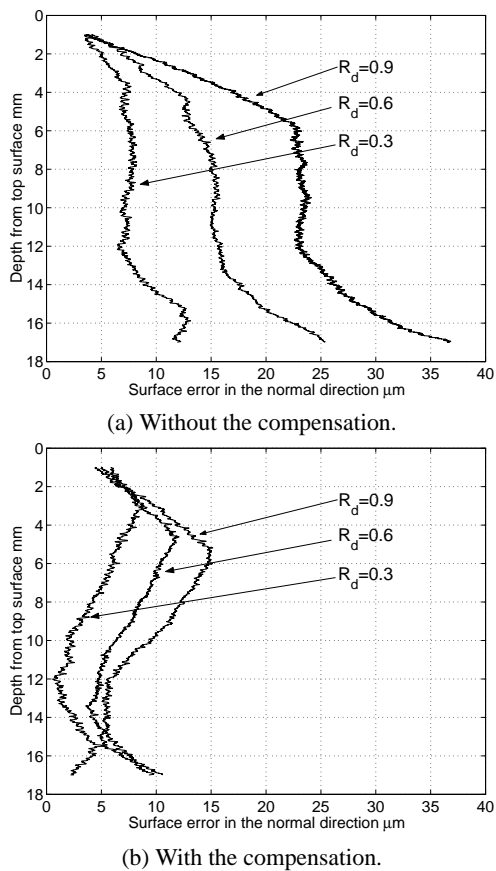 0
2
4
6
8
10
12
14
16
18
Depth from top surface mm
R_d=0.9
R_d=0.6
R_d=0.3
0 5 10 15 20 25 30 35 40
Surface error in the normal direction μm
(a) Without the compensation.
0
2
4
6
8
10
12
14
16
18
Depth from top surface mm
R_d=0.9
R_d=0.6
R_d=0.3
0 5 10 15 20 25 30 35 40
Surface error in the normal direction μm
(b) With the compensation.